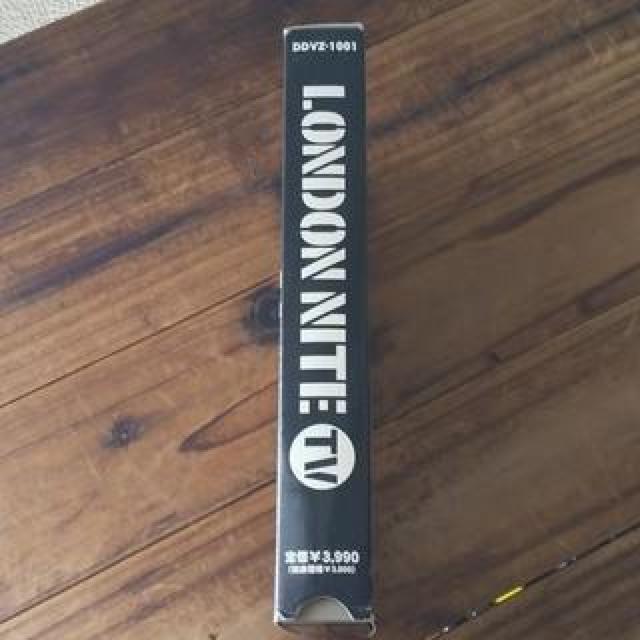 DDVZ-1001
LONDON NITE TV
定価¥3,990